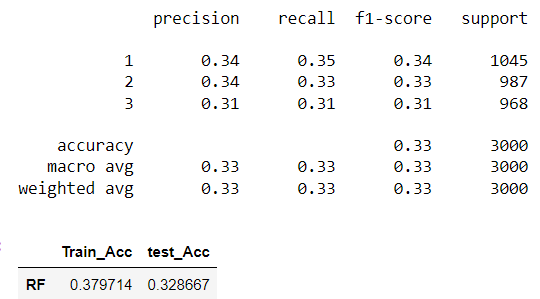 precision recall f1-score support
1 0.34 0.35 0.34 1045
2 0.34 0.33 0.33 987
3 0.31 0.31 0.31 968
accuracy 0.33 3000
macro avg 0.33 0.33 0.33 3000
weighted avg 0.33 0.33 0.33 3000
Train_Acc test_Acc
RF 0.379714 0.328667